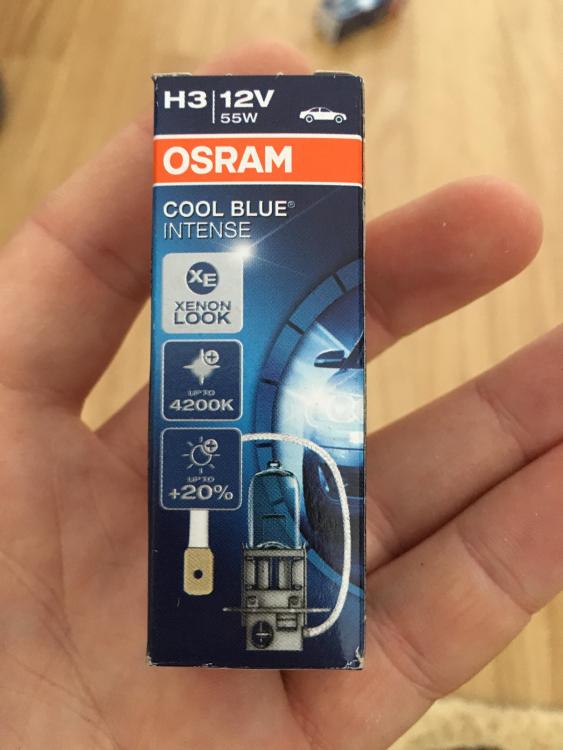 H3 12V
55W
OSRAM
COOL BLUE®
INTENSE
XE
XENON
LOOK
UP TO
4200K
UP TO
+20%